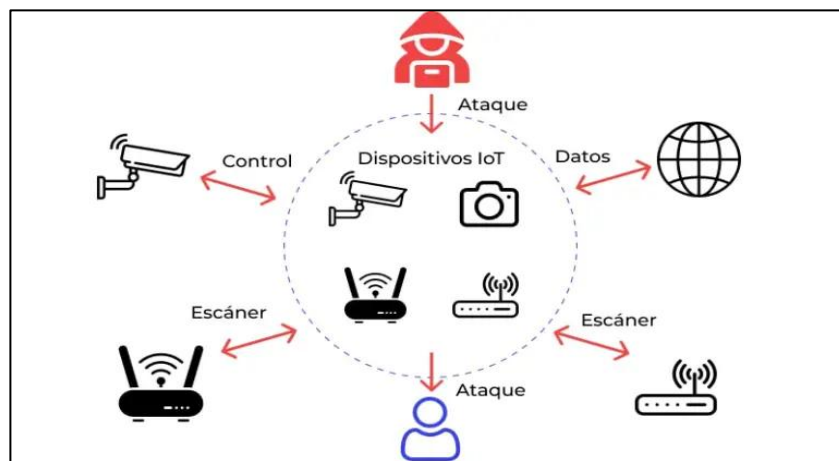 Ataque
Control
Dispositivos IoT
Datos
Escáner
Escáner
Ataque